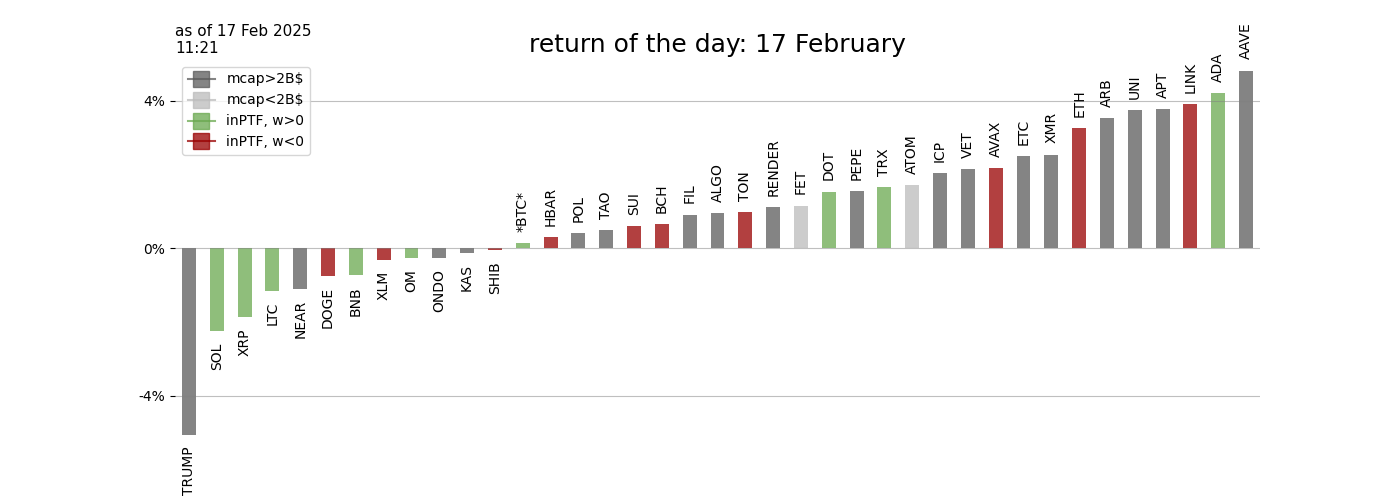 as of 17 Feb 2025
11:21
return of the day: 17 February
mcap>2B$
mcap<2B$
inPTF, w>0
inPTF, w<0
4%
0%
-4%
TRUMP
SOL
XRP
LTC
NEAR
DOGE
BNB
XLM
OM
ONDO
KAS
SHIB
*BTC*
HBAR
POL
TAO
SUI
BCH
FIL
ALGO
TON
RENDER
FET
DOT
PEPE
TRX
ATOM
ICP
VET
AVAX
ETC
XMR
ETH
ARB
UNI
APT
LINK
ADA
AAVE